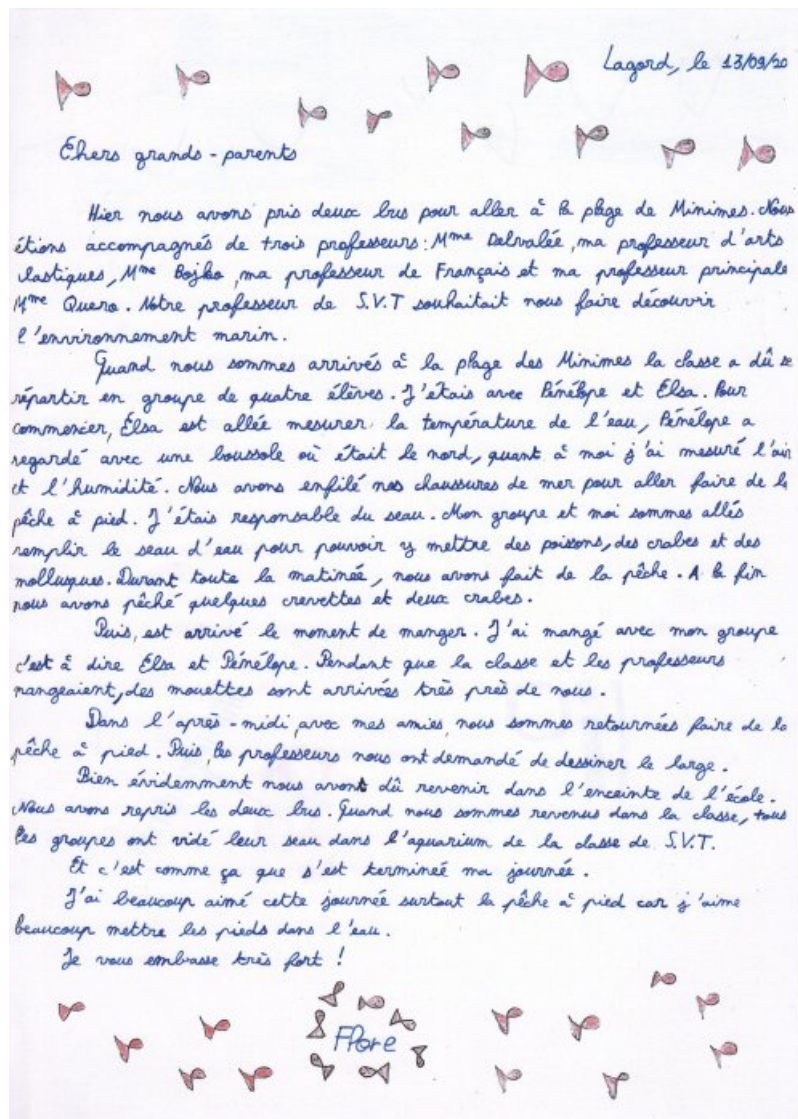 Lagord, le 13/09/20
Chers grands-parents
Hier nous avons pris deux bus pour aller à la plage de Minimes. Nous
étions accompagnés de trois professeurs : Mme Delvalée, ma professeur d'arts
plastiques, Mme Bojko, ma professeur de Français et ma professeur principale
Mme Quero. Notre professeur de S.V.T souhaitait nous faire découvrir
l'environnement marin.
Quand nous sommes arrivés à la plage des Minimes la classe a dû se
répartir en groupe de quatre élèves. J'étais avec Pénélope et Elsa. Pour
commencer, Elsa est allée mesurer la température de l'eau, Pénélope a
regardé avec une boussole où était le nord, quant à moi j'ai mesuré l'air
et l'humidité. Nous avons enfilé nos chaussures de mer pour aller faire de la
pêche à pied. J'étais responsable du seau. Mon groupe et moi sommes allés
remplir le seau d'eau pour pouvoir y mettre des poissons, des crabes et des
mollusques. Durant toute la matinée, nous avons fait de la pêche. A la fin
nous avons pêché quelques crevettes et deux crabes.
Puis, est arrivé le moment de manger. J'ai mangé avec mon groupe
c'est à dire Elsa et Pénélope. Pendant que la classe et les professeurs
mangeaient, des mouettes sont arrivées très près de nous.
Dans l'après-midi, avec mes amies, nous sommes retournées faire de la
pêche à pied. Puis, les professeurs nous ont demandé de dessiner le large.
Bien évidemment nous avons dû revenir dans l'enceinte de l'école.
Nous avons repris les deux bus. Quand nous sommes revenus dans la classe, tous
les groupes ont vidé leur seau dans l'aquarium de la classe de S.V.T.
Et c'est comme ça que s'est termineé ma journée.
J'ai beaucoup aimé cette journée surtout la pêche à pied car j'aime
beaucoup mettre les pieds dans l'eau.
Je vous embrasse très fort !
Flore